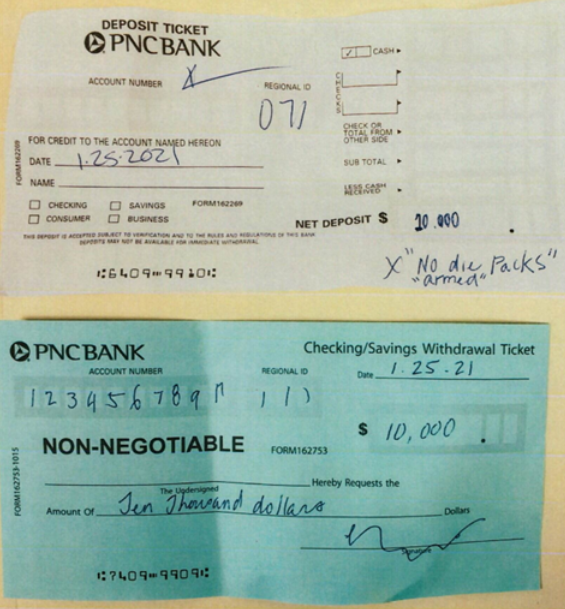 DEPOSIT TICKET
PNCBANK
ACCOUNT NUMBER X
REGIONAL ID
071
✓ CASH ▸
CHECKS
CHECK OR
TOTAL FROM ▸
OTHER SIDE
SUB TOTAL ▸
LESS CASH ▸
RECEIVED
FORM162269
FOR CREDIT TO THE ACCOUNT NAMED HEREON
DATE 1.25.2021
NAME
CHECKING SAVINGS FORM162269
CONSUMER BUSINESS
NET DEPOSIT $ 10.000 .
THIS DEPOSIT IS ACCEPTED SUBJECT TO VERIFICATION AND TO THE RULES AND REGULATIONS OF THIS BANK
DEPOSITS MAY NOT BE AVAILABLE FOR IMMEDIATE WITHDRAWAL.
X "No die Packs"
"armed"
⑆6409⑉9910⑆
PNCBANK
Checking/Savings Withdrawal Ticket
ACCOUNT NUMBER
REGIONAL ID
Date 1.25.21
123456789
111
$ 10,000 .
NON-NEGOTIABLE
FORM162753
FORM162753-1015
Hereby Requests the
The Undersigned
Amount Of Ten Thousand dollars Dollars
Signature
⑆7409⑉9909⑆